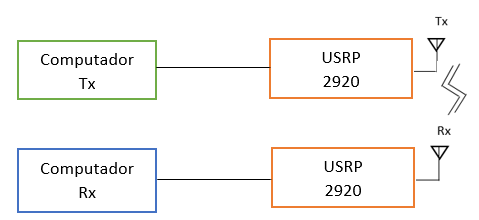 Tx
Computador
Tx
USRP
2920
Rx
Computador
Rx
USRP
2920